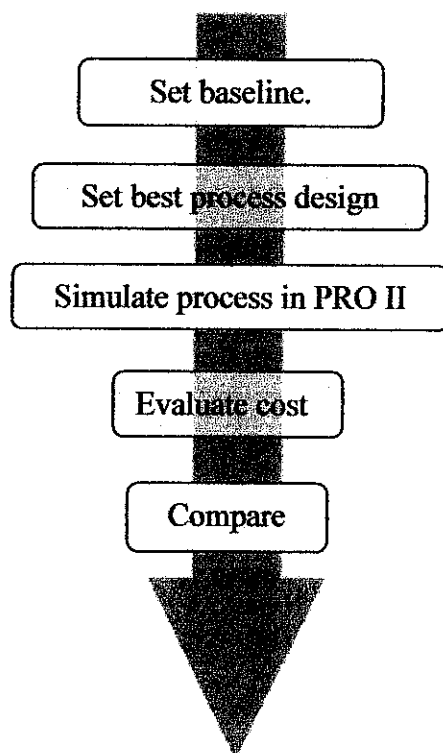 Set baseline.
Set best process design
Simulate process in PRO II
Evaluate cost
Compare